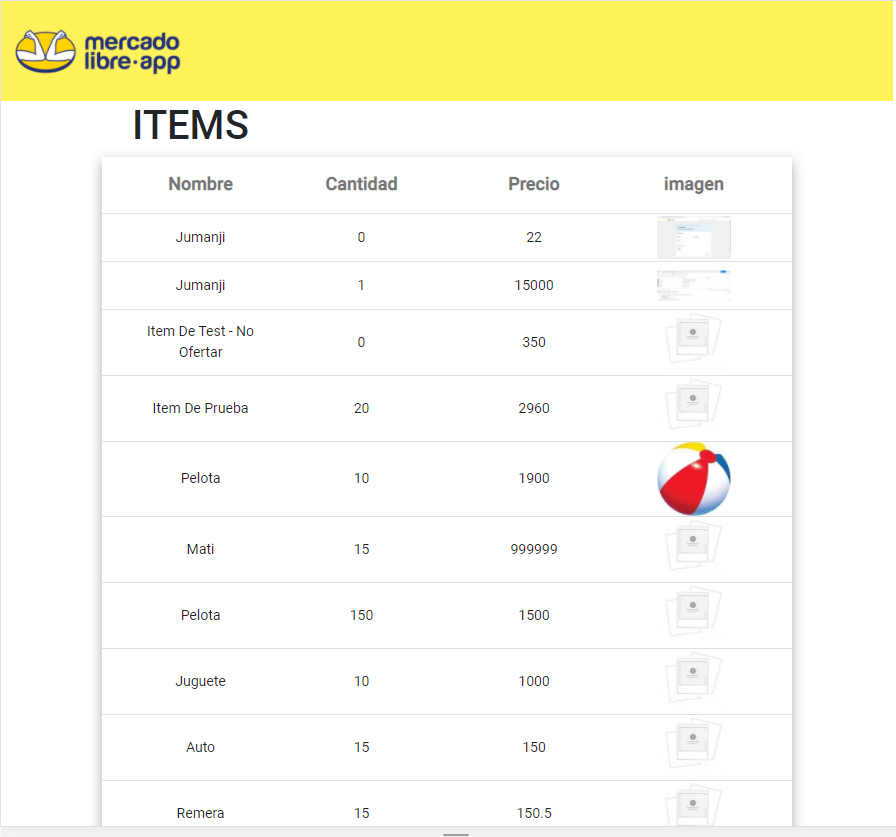 mercado
libre·app
ITEMS
Nombre Cantidad Precio imagen
Jumanji 0 22
Jumanji 1 15000
Item De Test - No
Ofertar 0 350
Item De Prueba 20 2960
Pelota 10 1900
Mati 15 999999
Pelota 150 1500
Juguete 10 1000
Auto 15 150
Remera 15 150.5